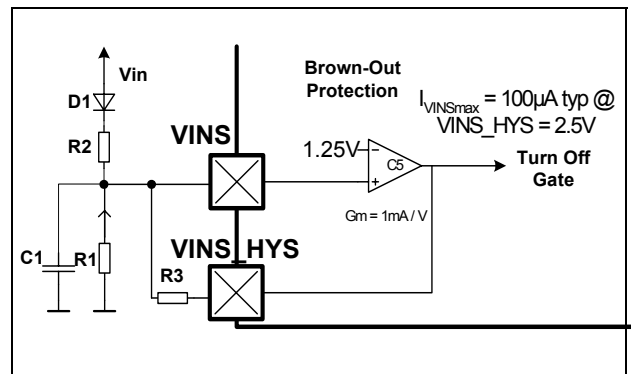 Vin
D1
R2
C1
R1
R3
VINS
VINS_HYS
Brown-Out
Protection
1.25V
−
+
C5
Gm = 1mA / V
I_VINSmax = 100µA typ @
VINS_HYS = 2.5V
Turn Off
Gate